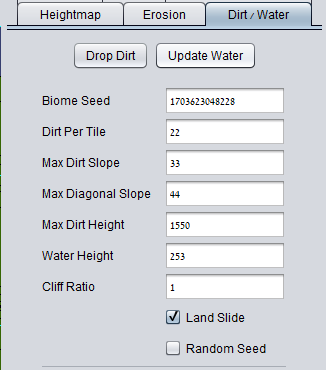 Heightmap Erosion Dirt / Water
Drop Dirt Update Water
Biome Seed 1703623048228
Dirt Per Tile 22
Max Dirt Slope 33
Max Diagonal Slope 44
Max Dirt Height 1550
Water Height 253
Cliff Ratio 1
Land Slide
Random Seed